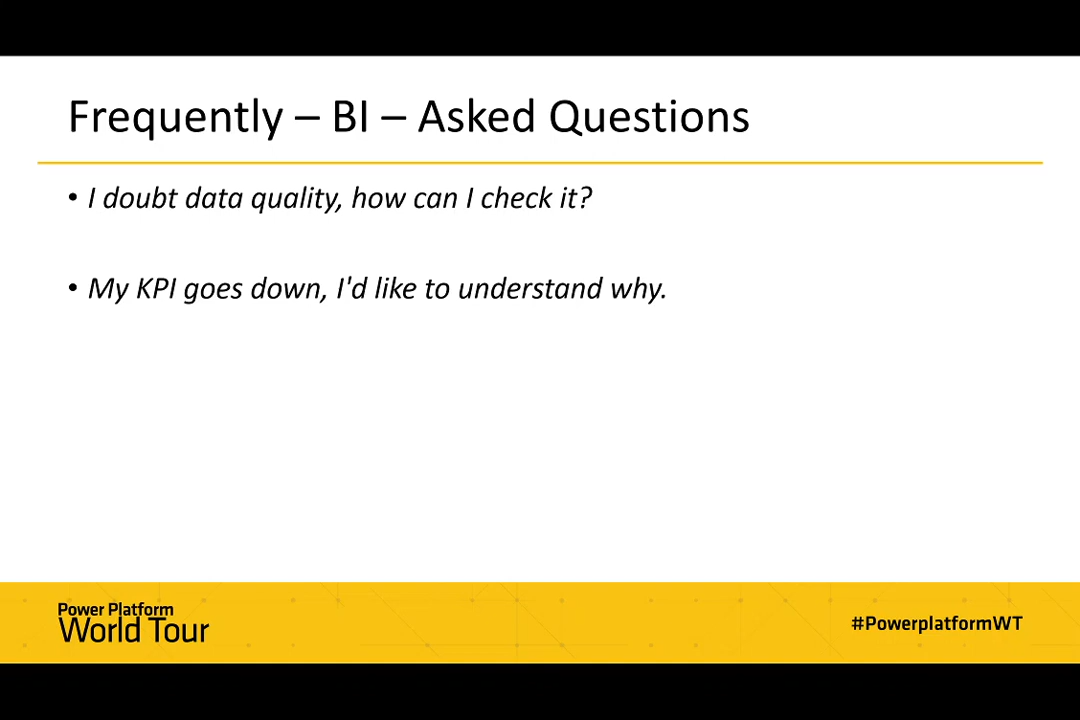 Frequently – BI – Asked Questions
• I doubt data quality, how can I check it?
• My KPI goes down, I'd like to understand why.
Power Platform
World Tour
#PowerplatformWT